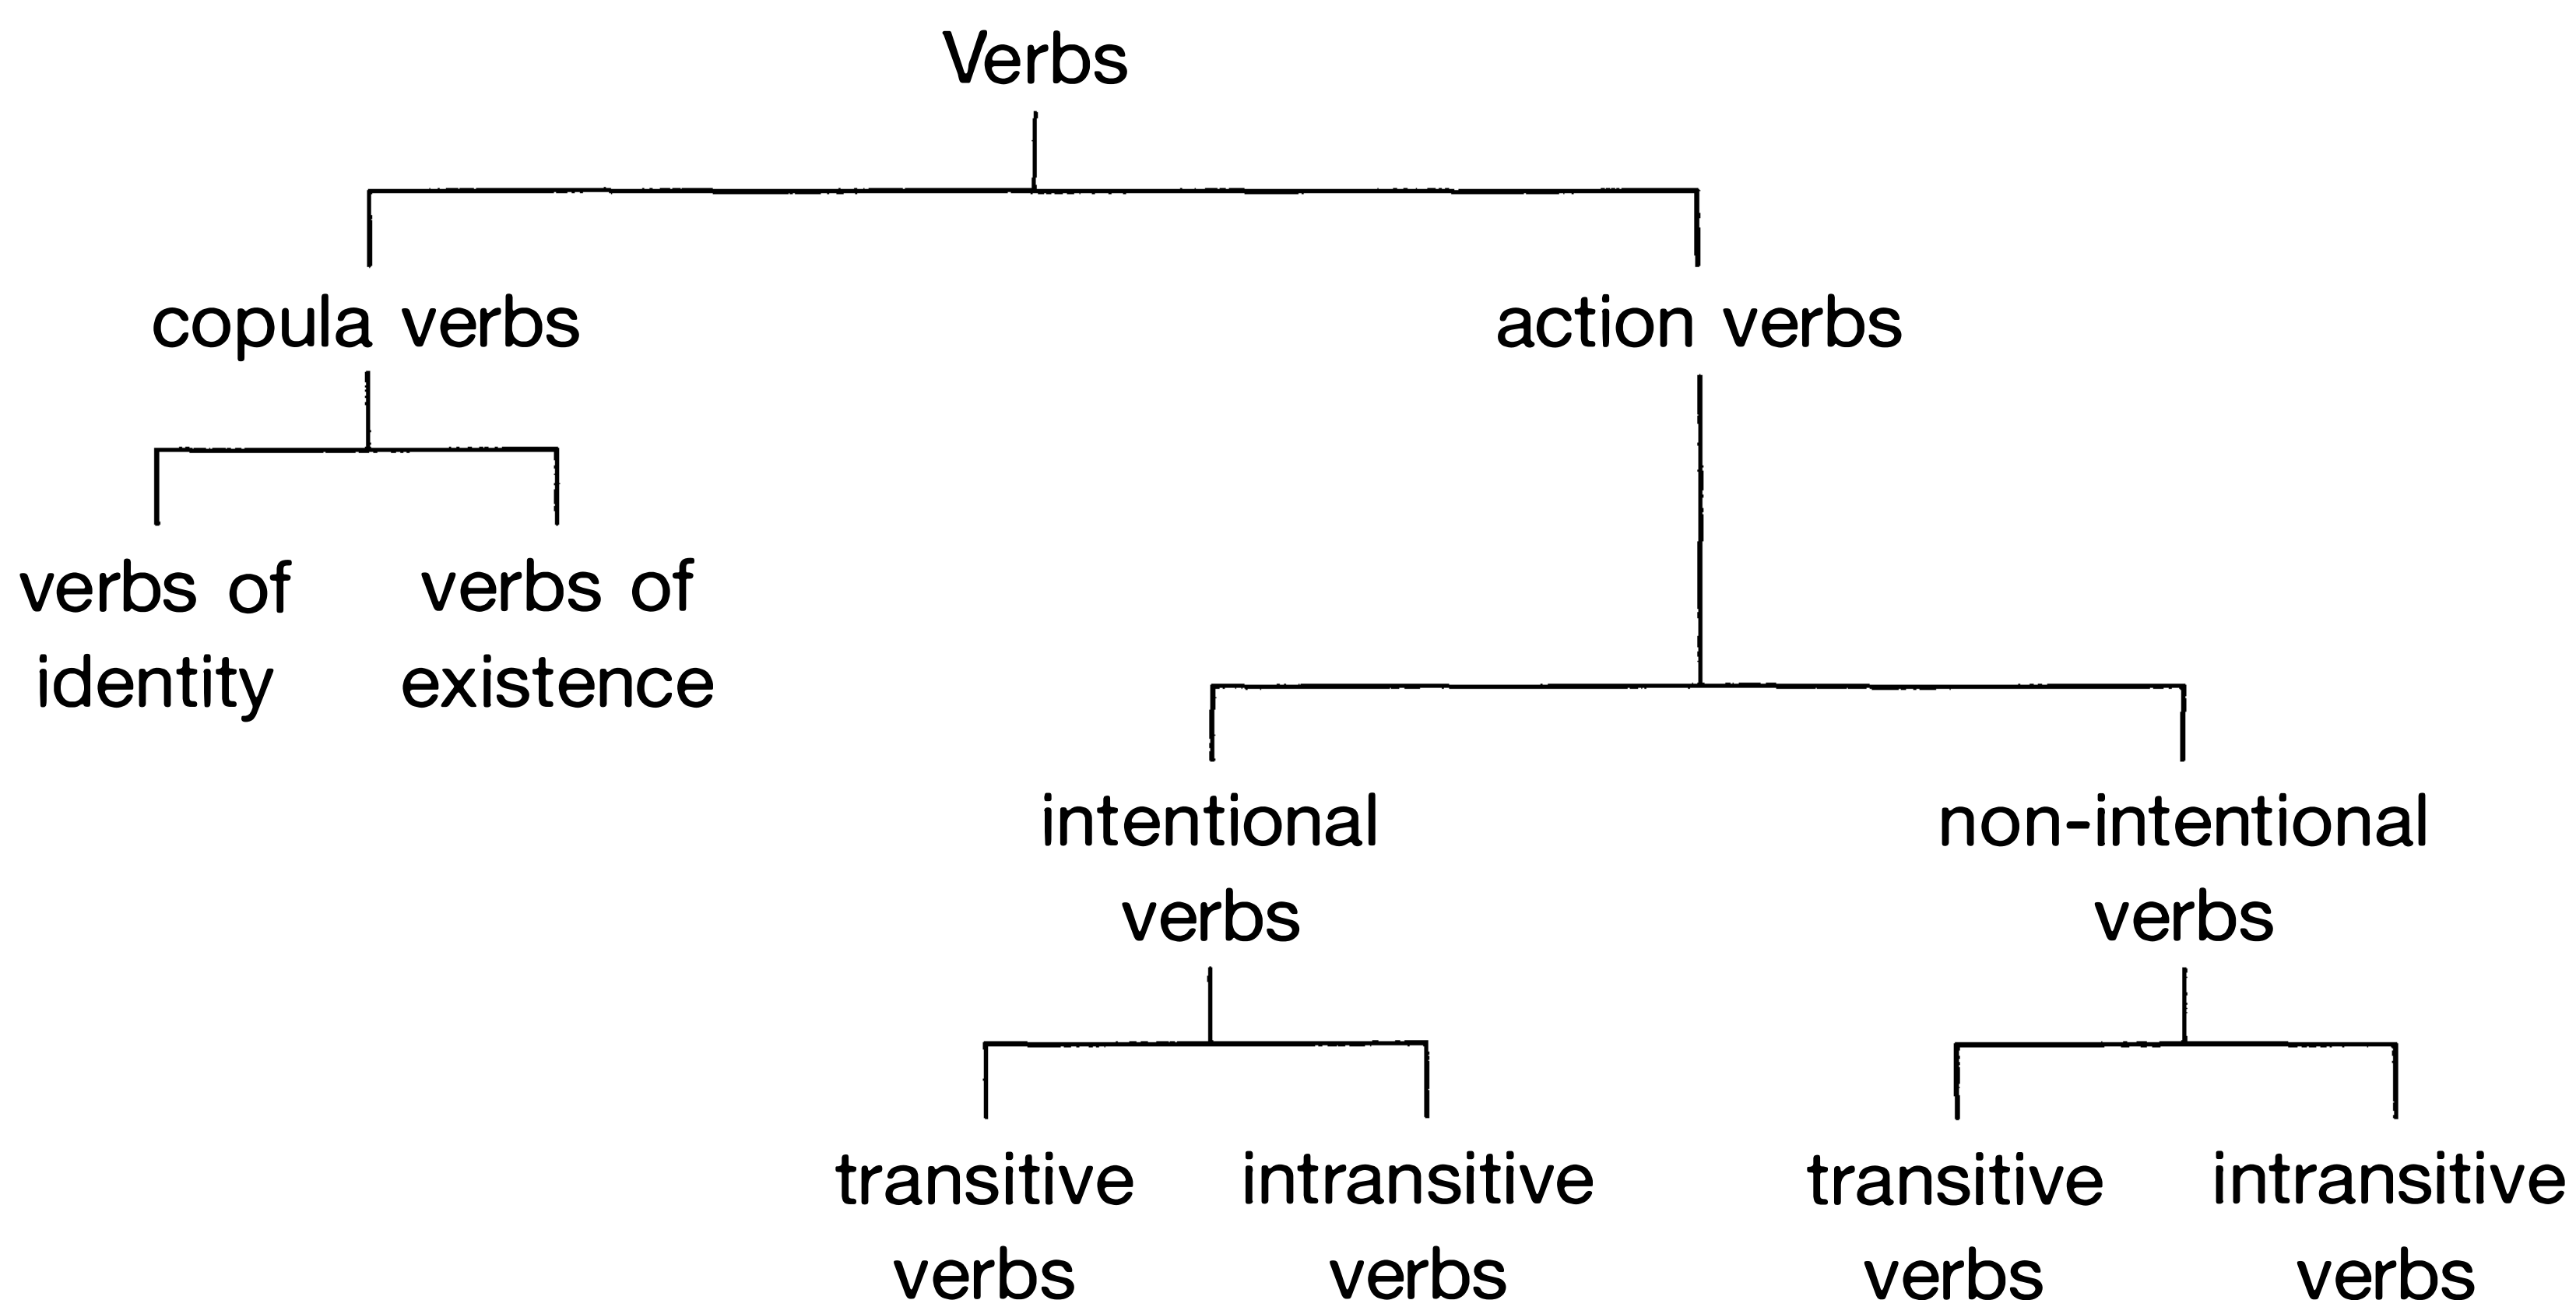 Verbs
copula verbs
action verbs
verbs of
identity
verbs of
existence
intentional
verbs
non-intentional
verbs
transitive
verbs
intransitive
verbs
transitive
verbs
intransitive
verbs